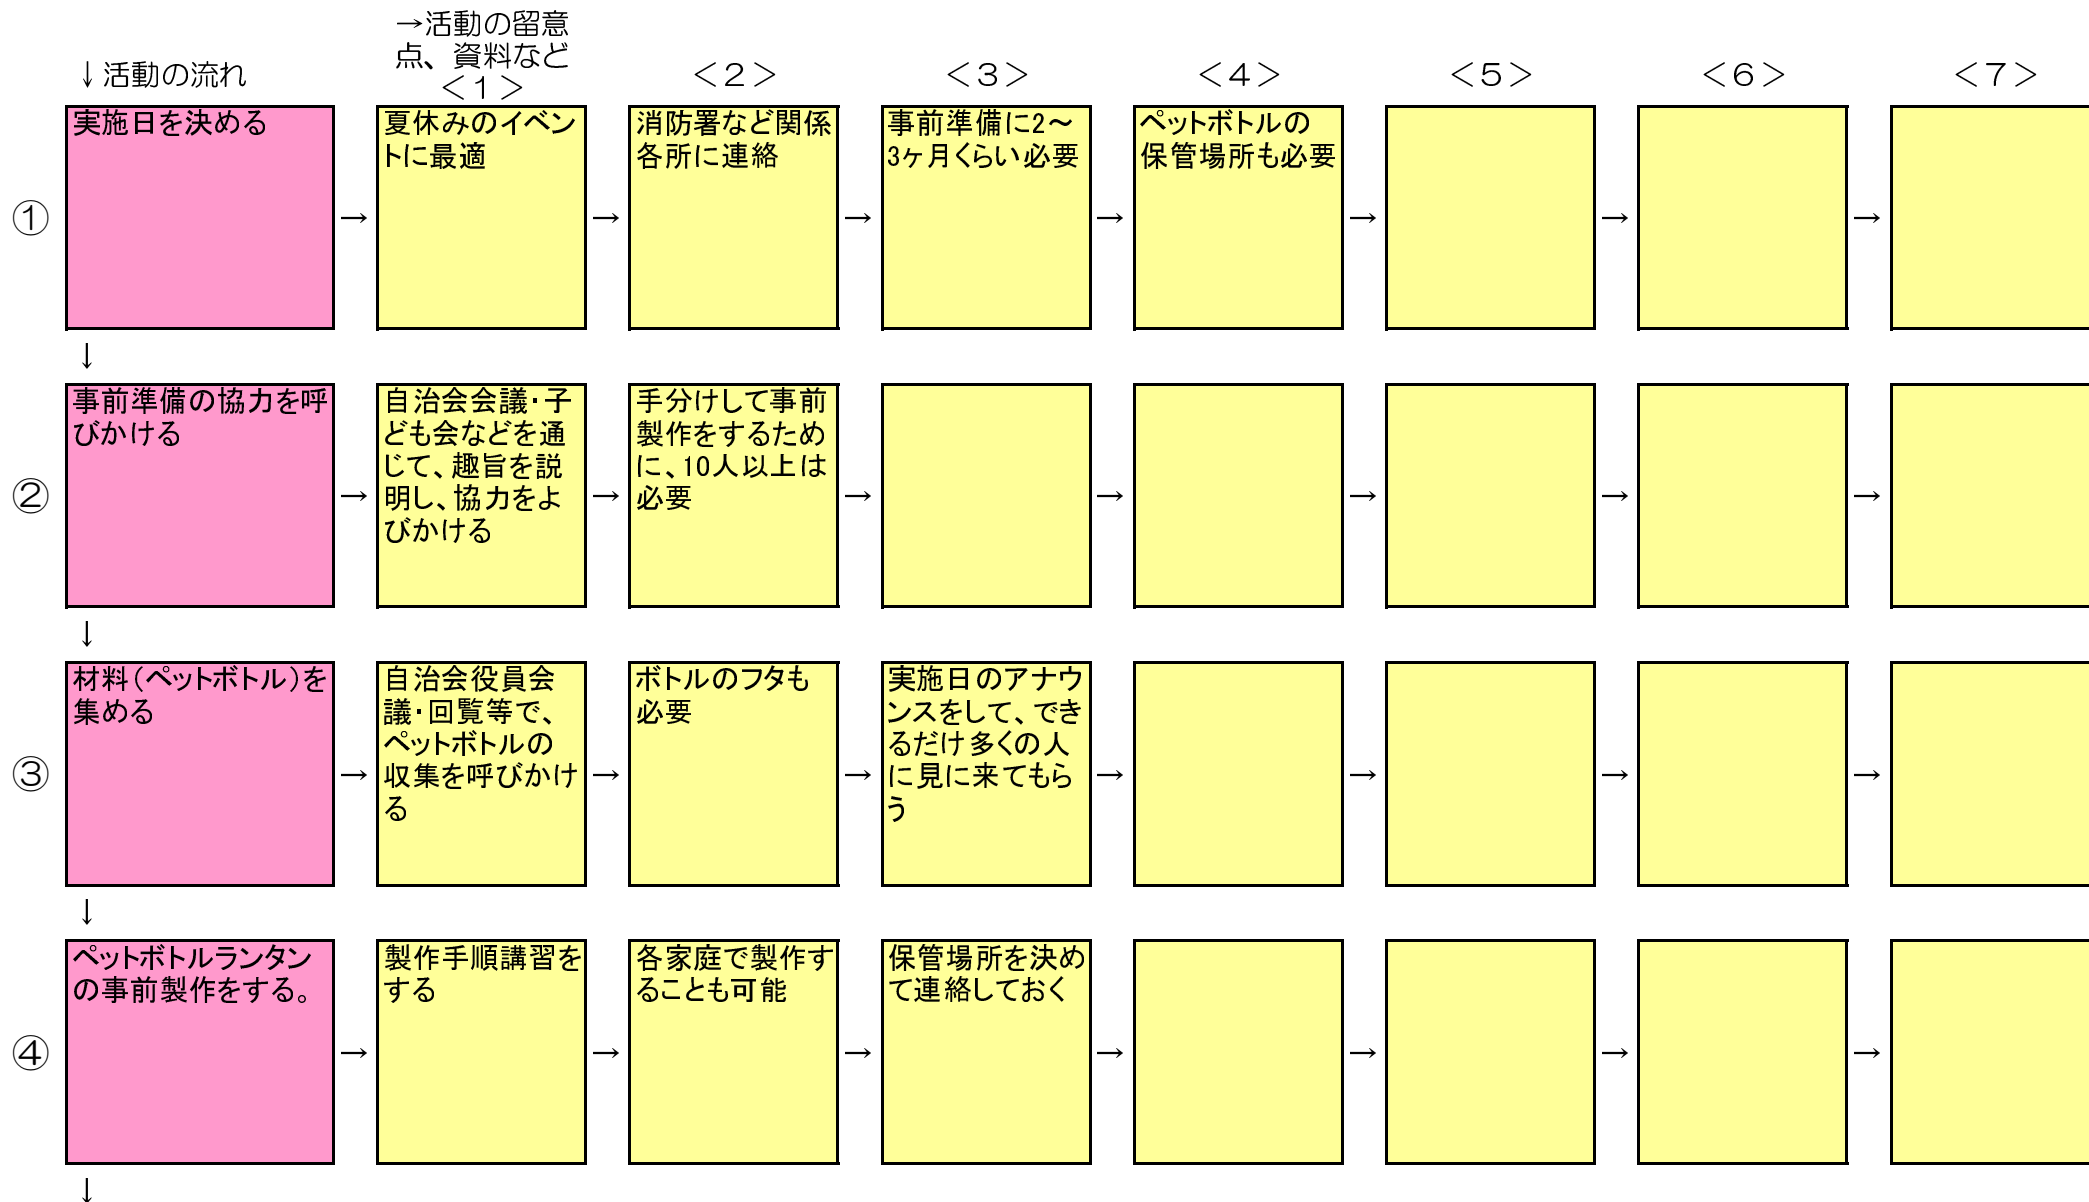 ↓活動の流れ
→活動の留意
点、資料など
＜１＞
＜２＞
＜３＞
＜４＞
＜５＞
＜６＞
＜７＞
①
実施日を決める
→
夏休みのイベン
トに最適
→
消防署など関係
各所に連絡
→
事前準備に2～
3ヶ月くらい必要
→
ペットボトルの
保管場所も必要
→
→
→
↓
②
事前準備の協力を呼
びかける
→
自治会会議・子
ども会などを通
じて、趣旨を説
明し、協力をよ
びかける
→
手分けして事前
製作をするため
に、10人以上は
必要
→
→
→
→
→
↓
③
材料（ペットボトル）を
集める
→
自治会役員会
議・回覧等で、
ペットボトルの
収集を呼びかけ
る
→
ボトルのフタも
必要
→
実施日のアナウ
ンスをして、でき
るだけ多くの人
に見に来てもら
う
→
→
→
→
↓
④
ペットボトルランタン
の事前製作をする。
→
製作手順講習を
する
→
各家庭で製作す
ることも可能
→
保管場所を決め
て連絡しておく
→
→
→
→
↓